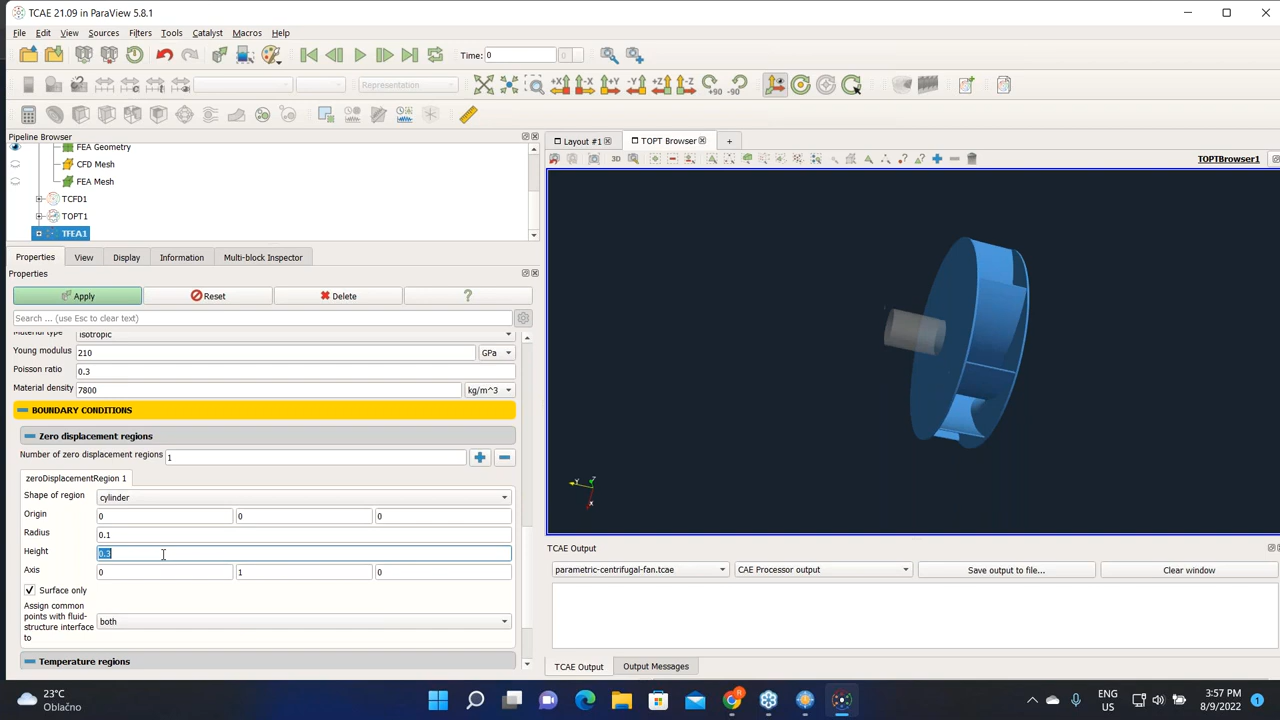 TCAE 21.09 in ParaView 5.8.1
File Edit View Sources Filters Tools Catalyst Macros Help
Time: 0 0
Representation
+X -X +Y -Y +Z -Z +90 -90
Pipeline Browser
FEA Geometry
CFD Mesh
FEA Mesh
TCFD1
TOPT1
TFEA1
Layout #1 TOPT Browser +
3D TOPTBrowser1
Properties View Display Information Multi-block Inspector
Properties
Apply Reset Delete ?
Search ... (use Esc to clear text)
Material type isotropic
Young modulus 210 GPa
Poisson ratio 0.3
Material density 7800 kg/m^3
BOUNDARY CONDITIONS
Zero displacement regions
Number of zero displacement regions 1
zeroDisplacementRegion 1
Shape of region cylinder
Origin 0 0 0
Radius 0.1
Height 0.3
Axis 0 1 0
Surface only
Assign common
points with fluid-
structure interface
to
both
Temperature regions
Y Z X
TCAE Output
parametric-centrifugal-fan.tcae CAE Processor output Save output to file... Clear window
TCAE Output Output Messages
23°C
Oblačno
R
ENG
US
3:57 PM
8/9/2022
1